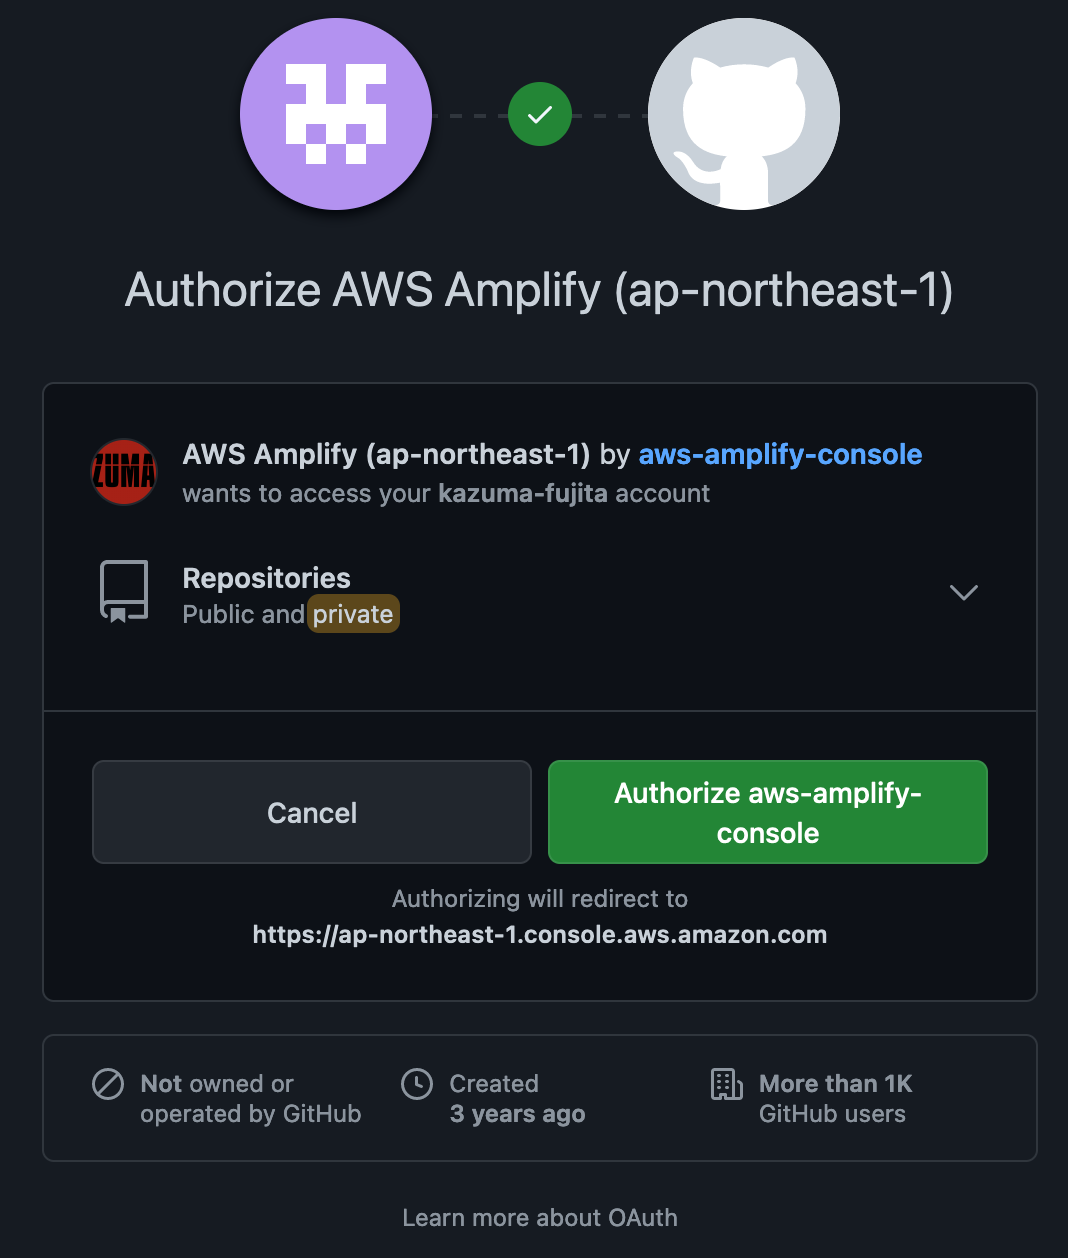 Authorize AWS Amplify (ap-northeast-1)
ZUMA
AWS Amplify (ap-northeast-1) by aws-amplify-console
wants to access your kazuma-fujita account
Repositories
Public and private
Cancel
Authorize aws-amplify-
console
Authorizing will redirect to
https://ap-northeast-1.console.aws.amazon.com
Not owned or
operated by GitHub
Created
3 years ago
More than 1K
GitHub users
Learn more about OAuth